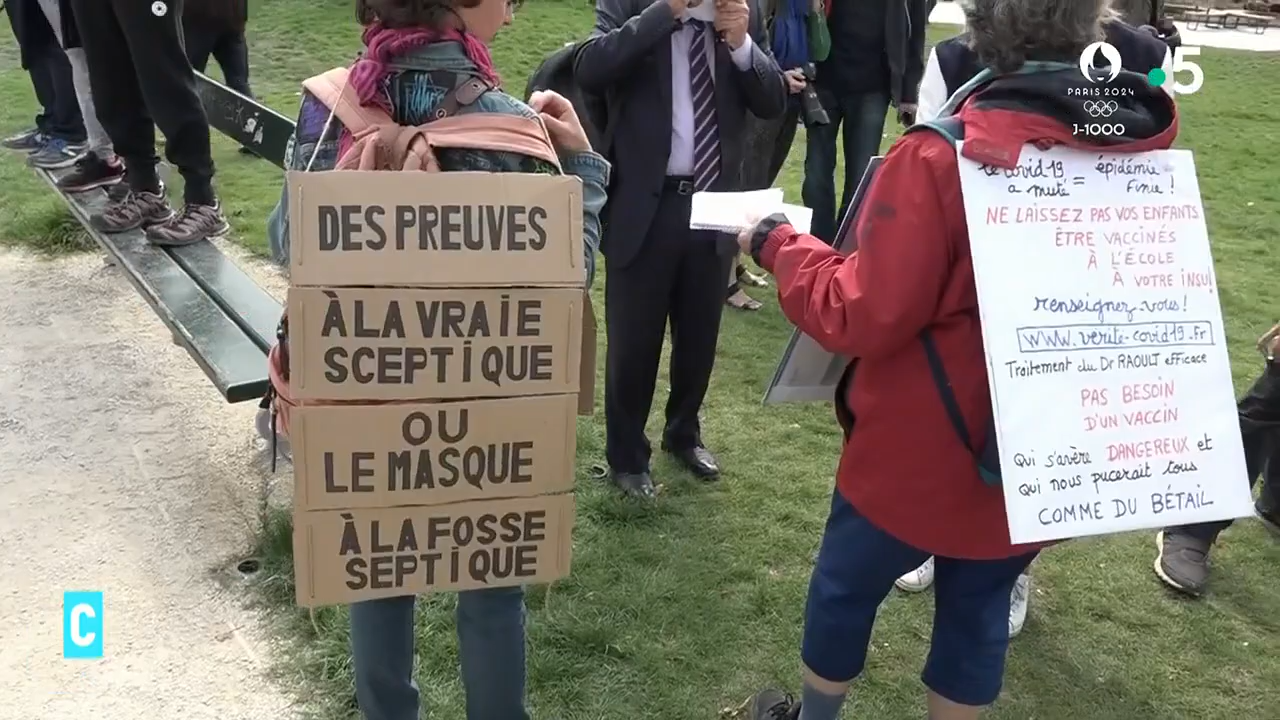 DES PREUVES
À LA VRAIE
SCEPTIQUE
OU
LE MASQUE
À LA FOSSE
SEPTIQUE
le covid-19 = épidémie
a muté finie !
NE LAISSEZ PAS VOS ENFANTS
ÊTRE VACCINÉS
À L'ÉCOLE
À VOTRE INSU!
renseignez-vous!
WWW.verite-covid19.fr
Traitement du Dr RAOULT efficace
PAS BESOIN
D'UN VACCIN
Qui s'avère DANGEREUX et
qui nous pucerait tous
COMME DU BÉTAIL
PARIS 2024
J-1000
5
C